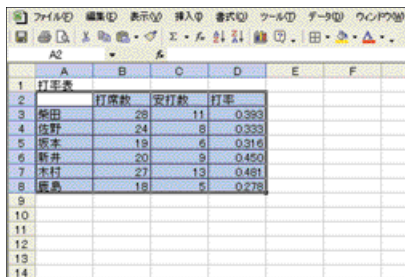 ファイル(F) 編集(E) 表示(V) 挿入(I) 書式(O) ツール(T) データ(D) ウィンドウ(W)
A2 fx
A B C D E F
1 打率表
2 打席数 安打数 打率
3 柴田 28 11 0.393
4 佐野 24 8 0.333
5 坂本 19 6 0.316
6 新井 20 9 0.450
7 木村 27 13 0.481
8 鹿島 18 5 0.278
9
10
11
12
13
14